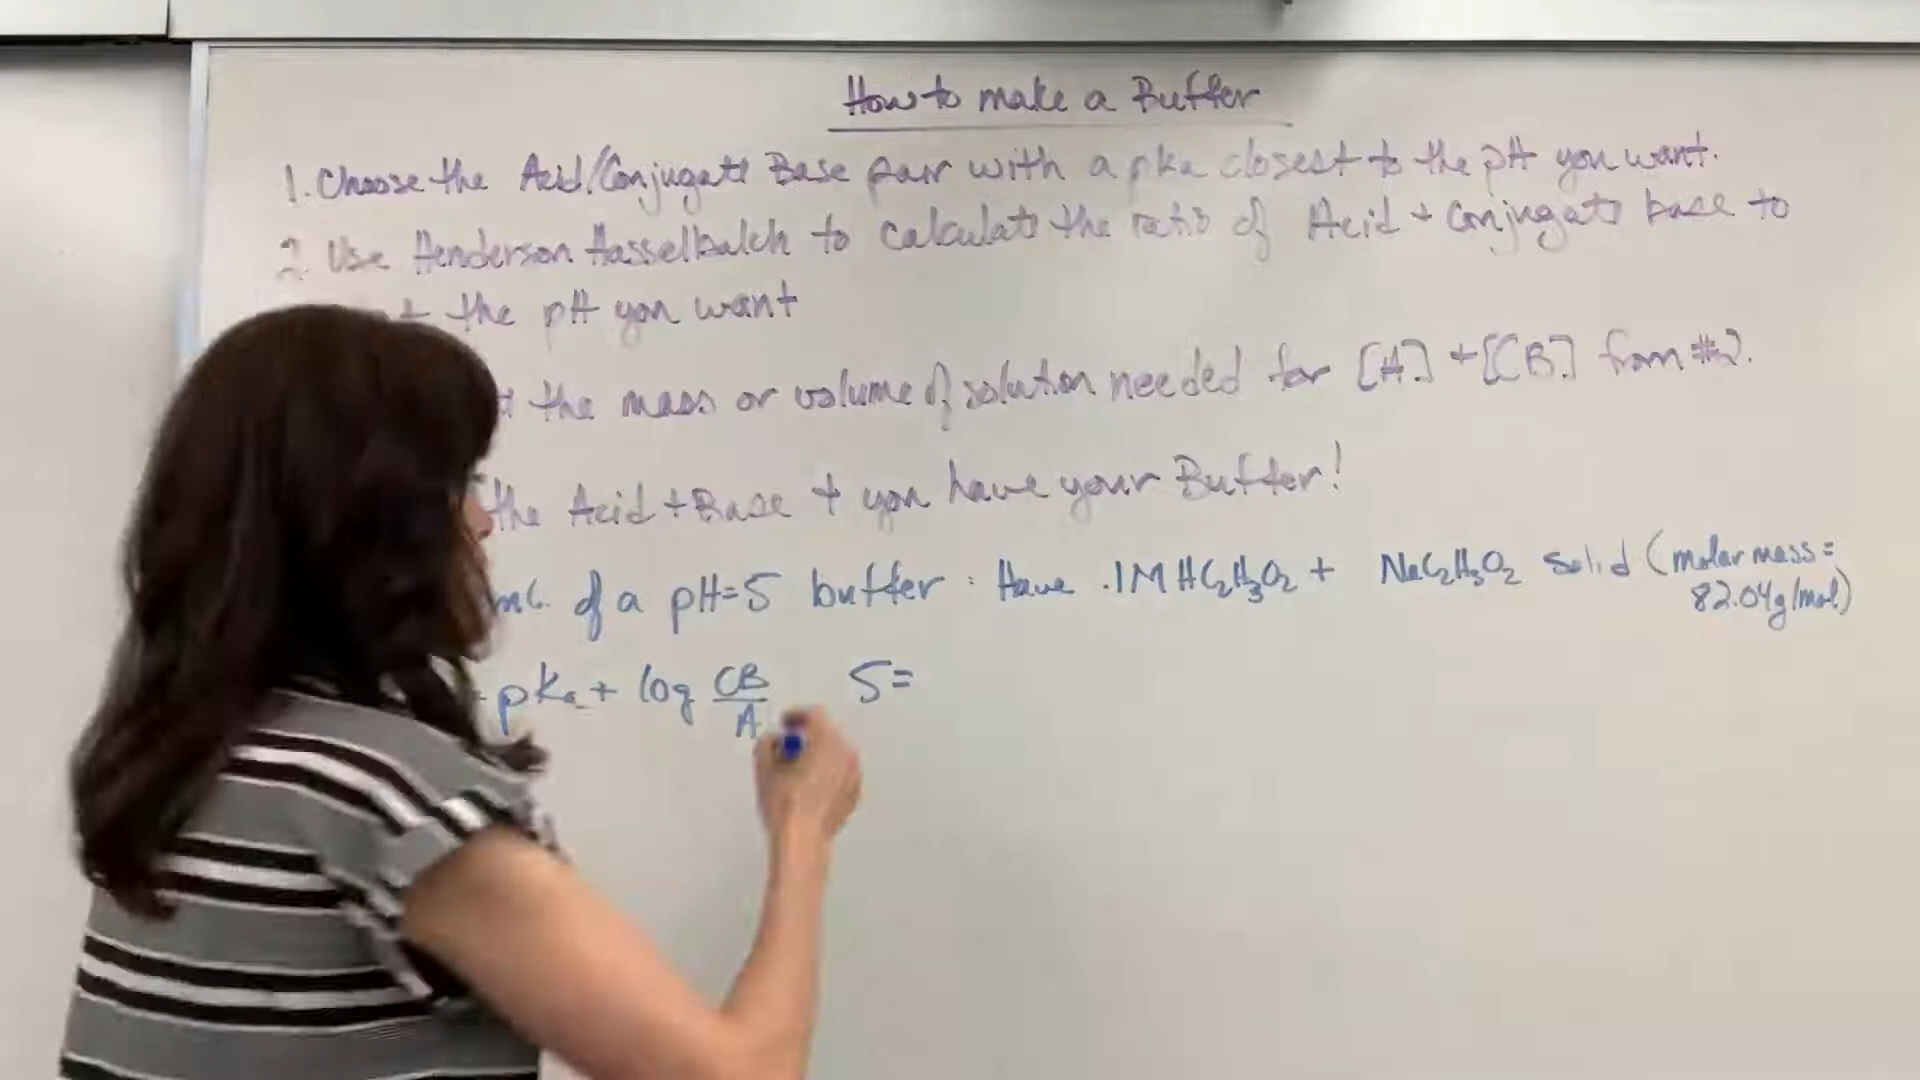 How to make a Buffer
1. Choose the Acid/Conjugate Base pair with a pka closest to the pH you want.
2. Use Henderson Hasselbalch to calculate the ratio of Acid + Conjugate base to
the pH you want
the mass or volume of solution needed for [A] + [CB] from #2.
the Acid + Base + you have your Buffer!
mL of a pH=5 buffer : Have .1M HC₂H₃O₂ + NaC₂H₃O₂ solid (molar mass =
82.04g/mol)
pKa + log CB/A 5=